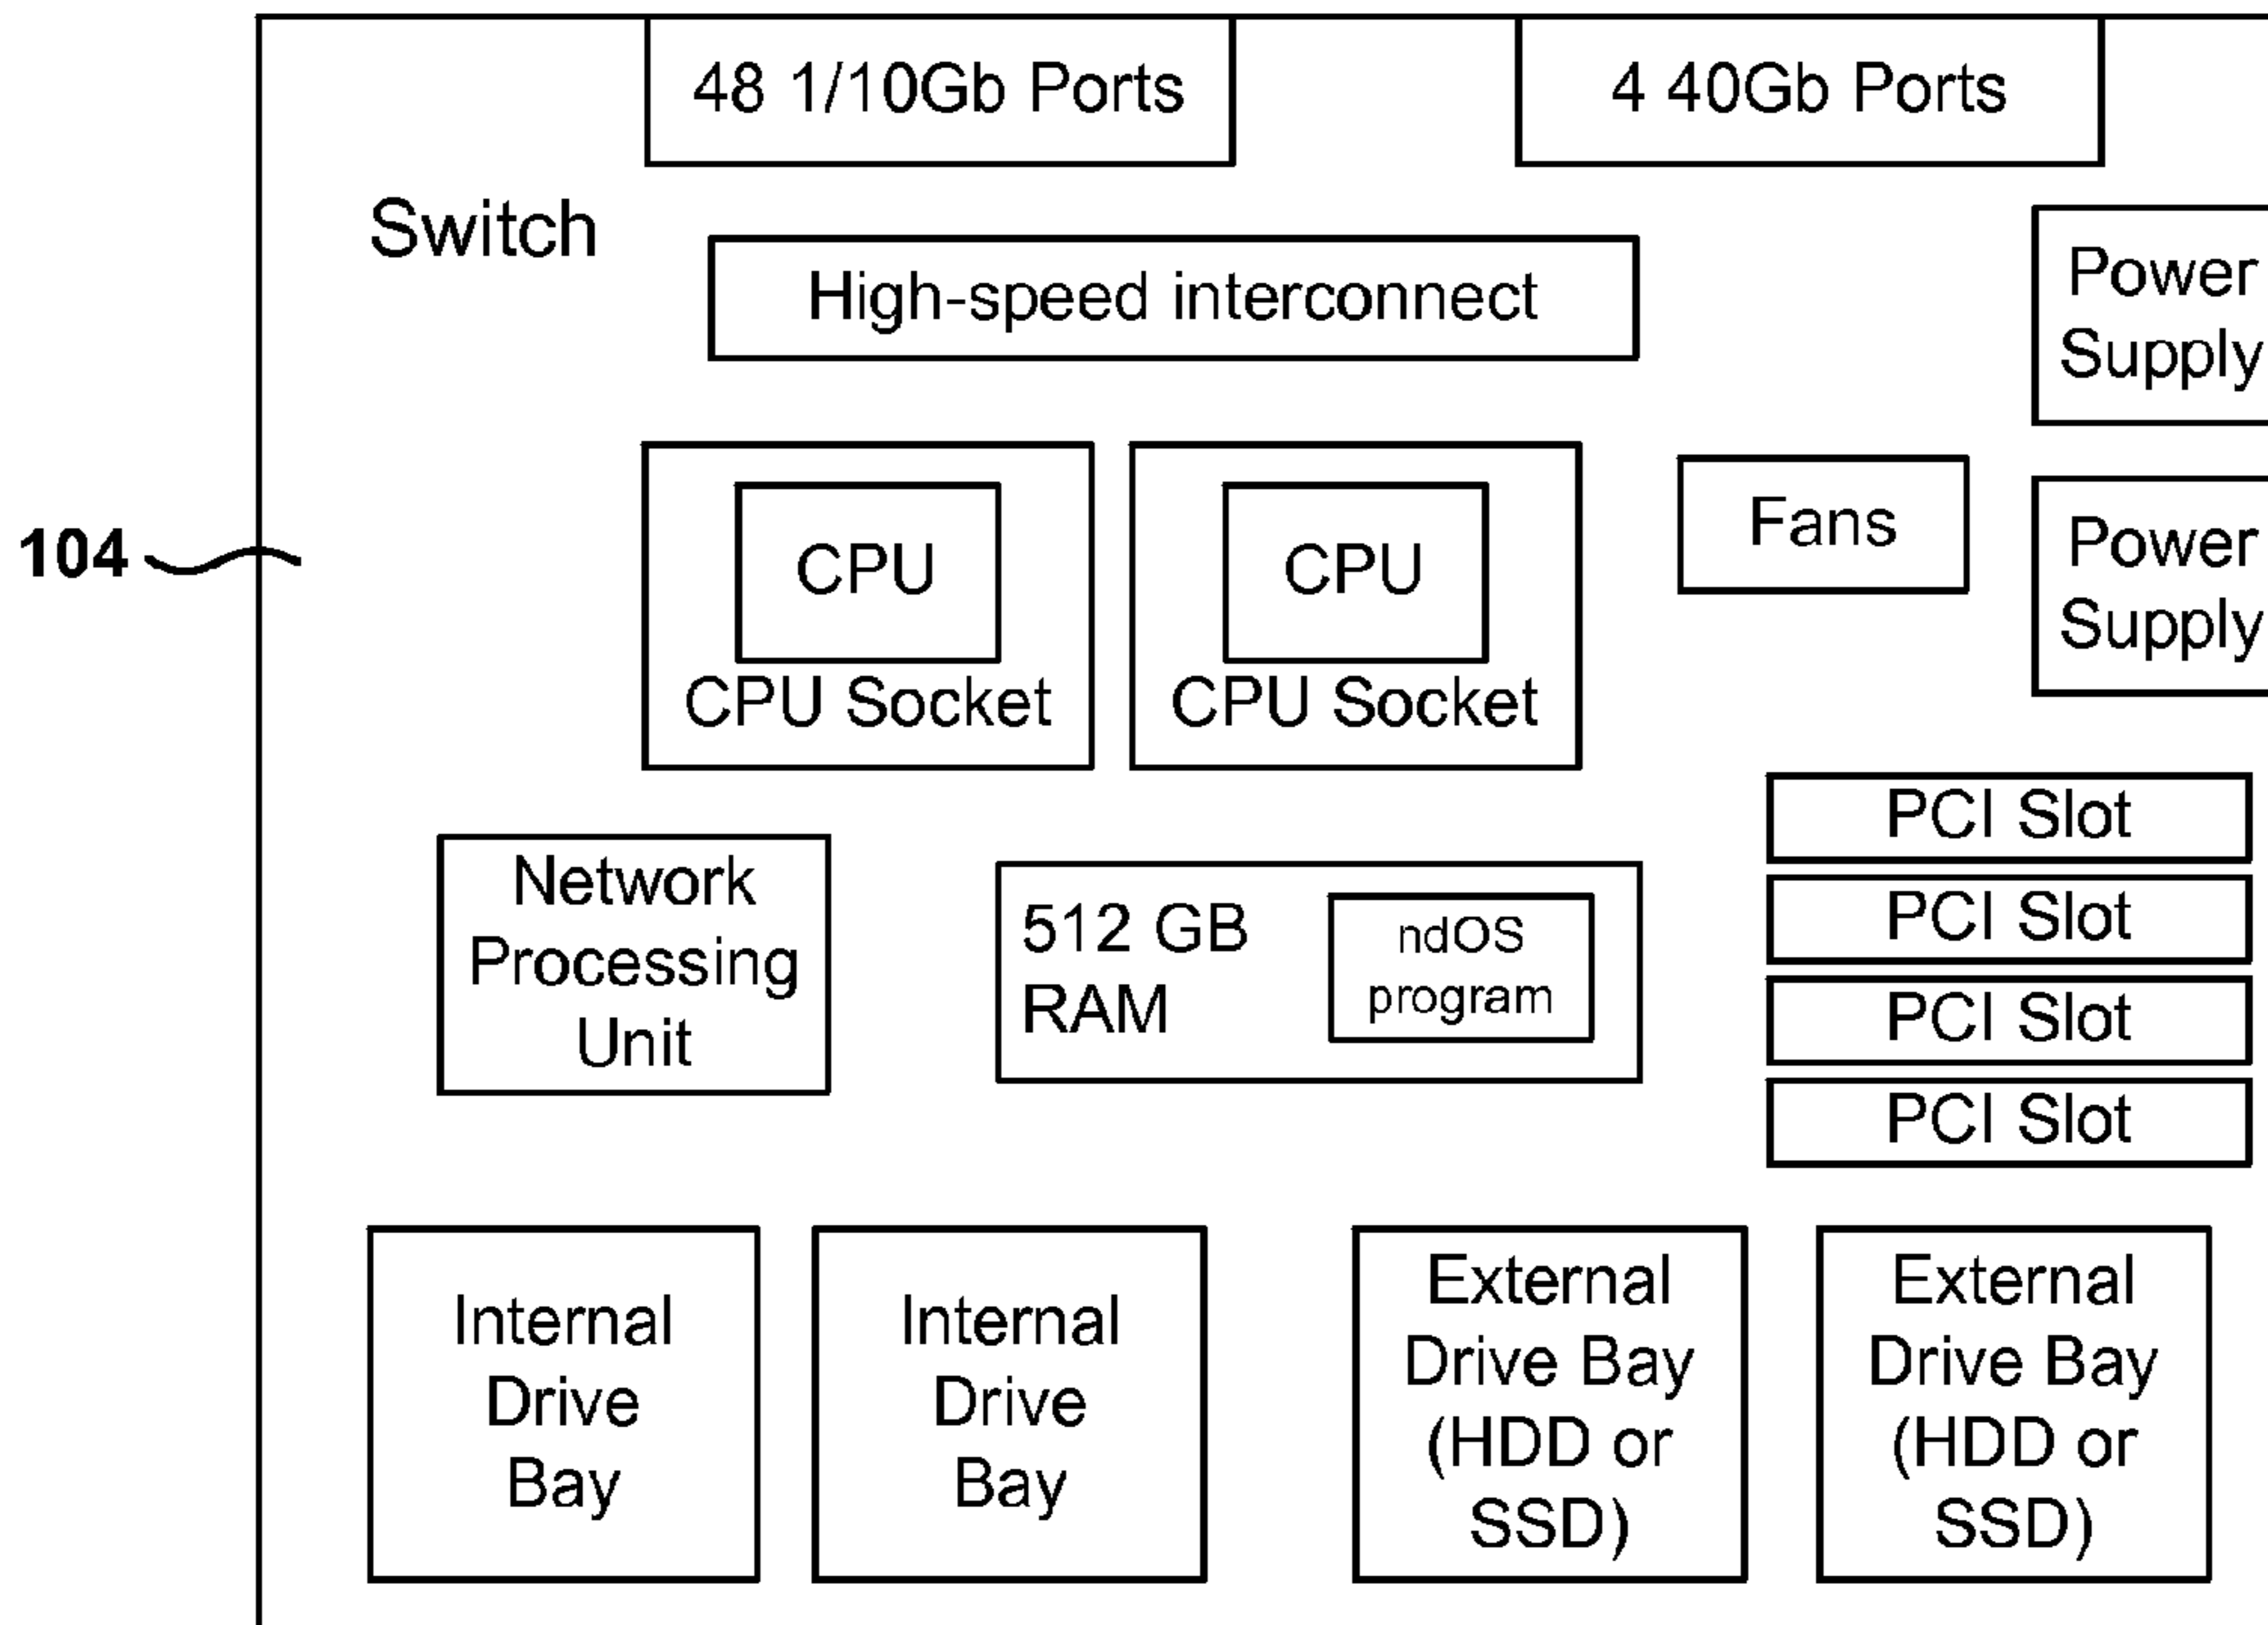 48 1/10Gb Ports
4 40Gb Ports
Switch
High-speed interconnect
Power
Supply
CPU
CPU Socket
CPU
CPU Socket
Fans
Power
Supply
104
Network
Processing
Unit
512 GB
RAM
ndOS
program
PCI Slot
PCI Slot
PCI Slot
PCI Slot
Internal
Drive
Bay
Internal
Drive
Bay
External
Drive Bay
(HDD or
SSD)
External
Drive Bay
(HDD or
SSD)